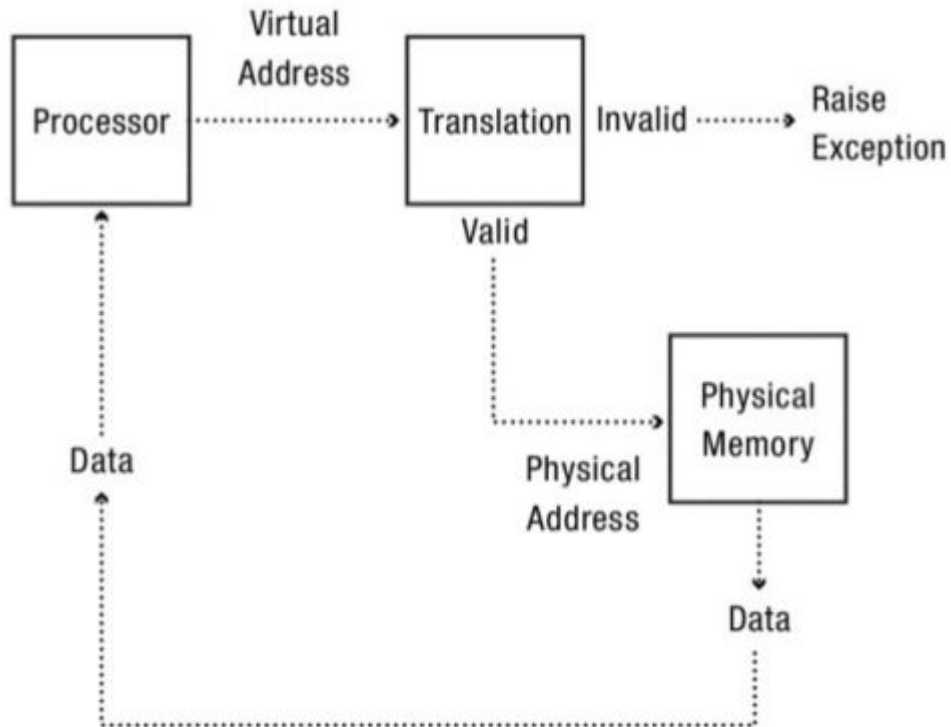 Virtual
Address
Processor
Translation
Invalid
Raise
Exception
Valid
Physical
Memory
Physical
Address
Data
Data